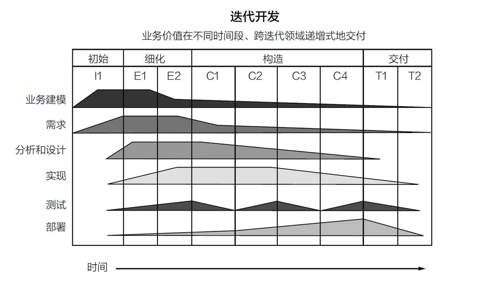 迭代开发
业务价值在不同时间段、跨迭代领域递增式地交付
初始 细化 构造 交付
I1 E1 E2 C1 C2 C3 C4 T1 T2
业务建模
需求
分析和设计
实现
测试
部署
时间